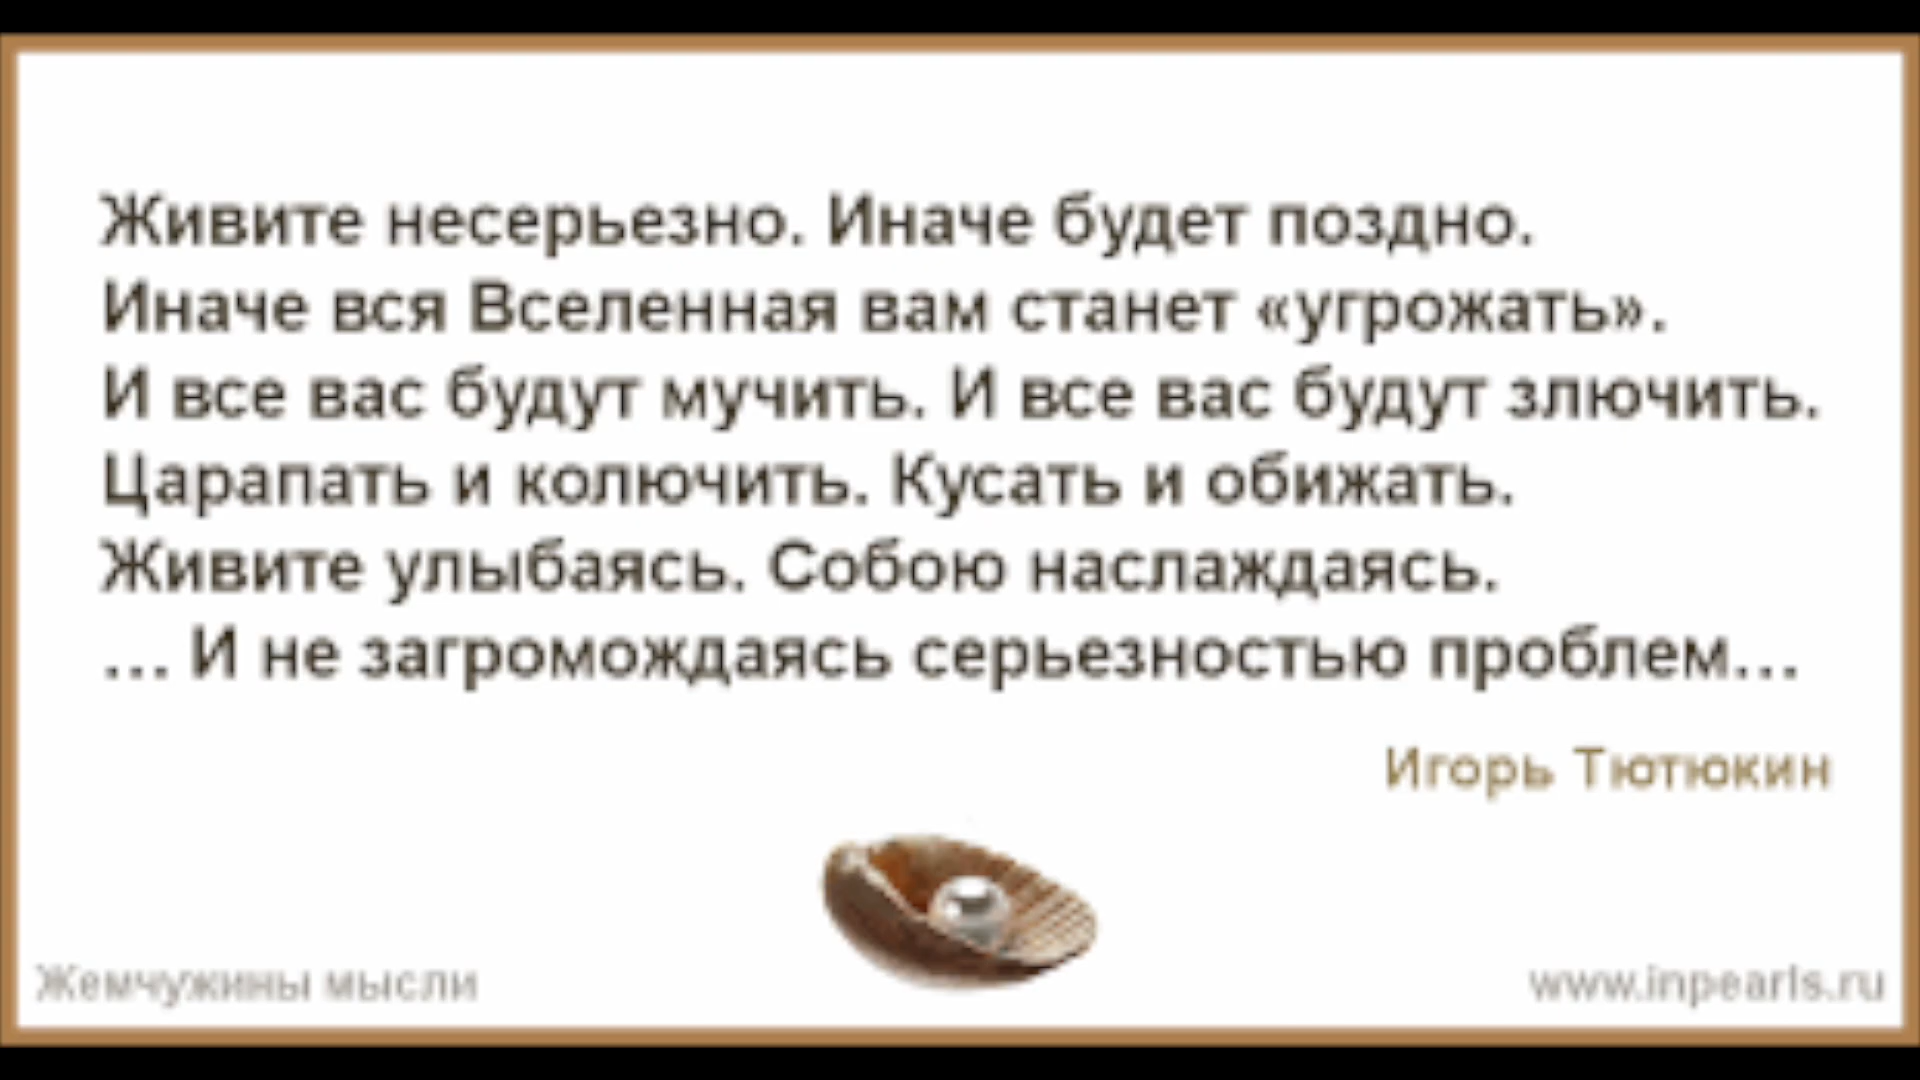 Живите несерьезно. Иначе будет поздно.
Иначе вся Вселенная вам станет «угрожать».
И все вас будут мучить. И все вас будут злючить.
Царапать и колючить. Кусать и обижать.
Живите улыбаясь. Собою наслаждаясь.
… И не загромождаясь серьезностью проблем…
Игорь Тютюкин
Жемчужины мысли
www.inpearls.ru